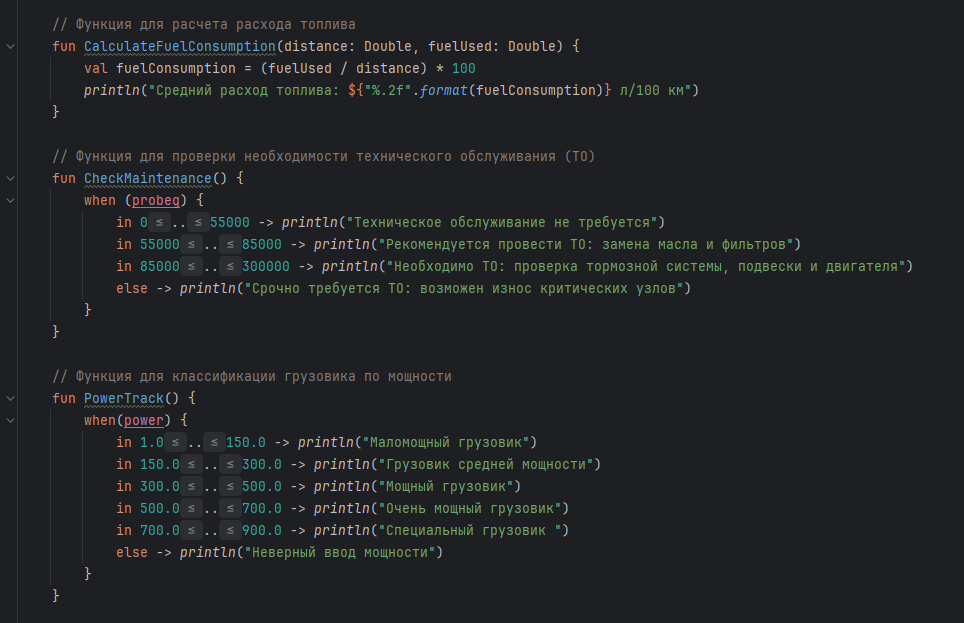 // Функция для расчета расхода топлива
fun CalculateFuelConsumption(distance: Double, fuelUsed: Double) {
    val fuelConsumption = (fuelUsed / distance) * 100
    println("Средний расход топлива: ${"%.2f".format(fuelConsumption)} л/100 км")
}

// Функция для проверки необходимости технического обслуживания (ТО)
fun CheckMaintenance() {
    when (probeg) {
        in 0 ≤ .. ≤ 55000 -> println("Техническое обслуживание не требуется")
        in 55000 ≤ .. ≤ 85000 -> println("Рекомендуется провести ТО: замена масла и фильтров")
        in 85000 ≤ .. ≤ 300000 -> println("Необходимо ТО: проверка тормозной системы, подвески и двигателя")
        else -> println("Срочно требуется ТО: возможен износ критических узлов")
    }
}

// Функция для классификации грузовика по мощности
fun PowerTrack() {
    when(power) {
        in 1.0 ≤ .. ≤ 150.0 -> println("Маломощный грузовик")
        in 150.0 ≤ .. ≤ 300.0 -> println("Грузовик средней мощности")
        in 300.0 ≤ .. ≤ 500.0 -> println("Мощный грузовик")
        in 500.0 ≤ .. ≤ 700.0 -> println("Очень мощный грузовик")
        in 700.0 ≤ .. ≤ 900.0 -> println("Специальный грузовик ")
        else -> println("Неверный ввод мощности")
    }
}